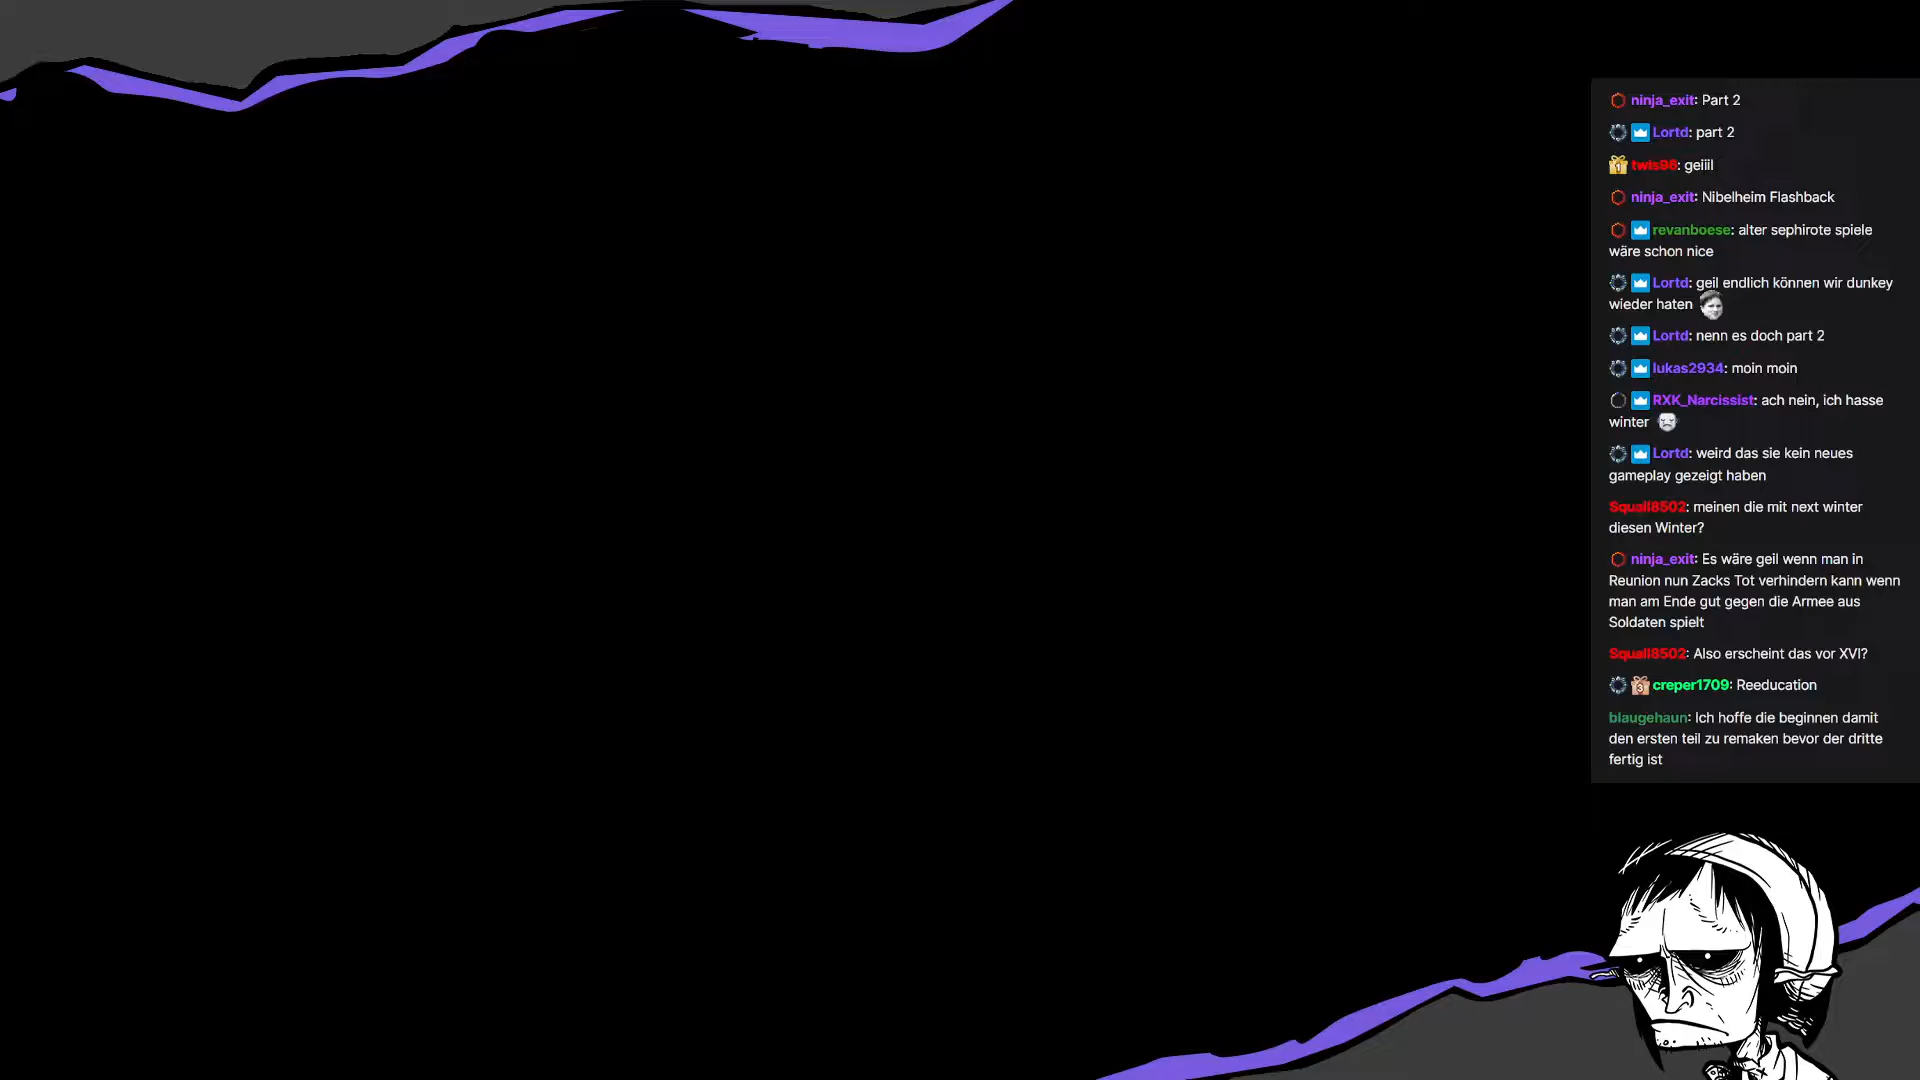 ninja_exit: Part 2
Lortd: part 2
twis98: geiiil
ninja_exit: Nibelheim Flashback
revanboese: alter sephirote spiele
wäre schon nice
Lortd: geil endlich können wir dunkey
wieder haten
Lortd: nenn es doch part 2
lukas2934: moin moin
RXK_Narcissist: ach nein, ich hasse
winter
Lortd: weird das sie kein neues
gameplay gezeigt haben
Squall8502: meinen die mit next winter
diesen Winter?
ninja_exit: Es wäre geil wenn man in
Reunion nun Zacks Tot verhindern kann wenn
man am Ende gut gegen die Armee aus
Soldaten spielt
Squall8502: Also erscheint das vor XVI?
creper1709: Reeducation
blaugehaun: Ich hoffe die beginnen damit
den ersten teil zu remaken bevor der dritte
fertig ist